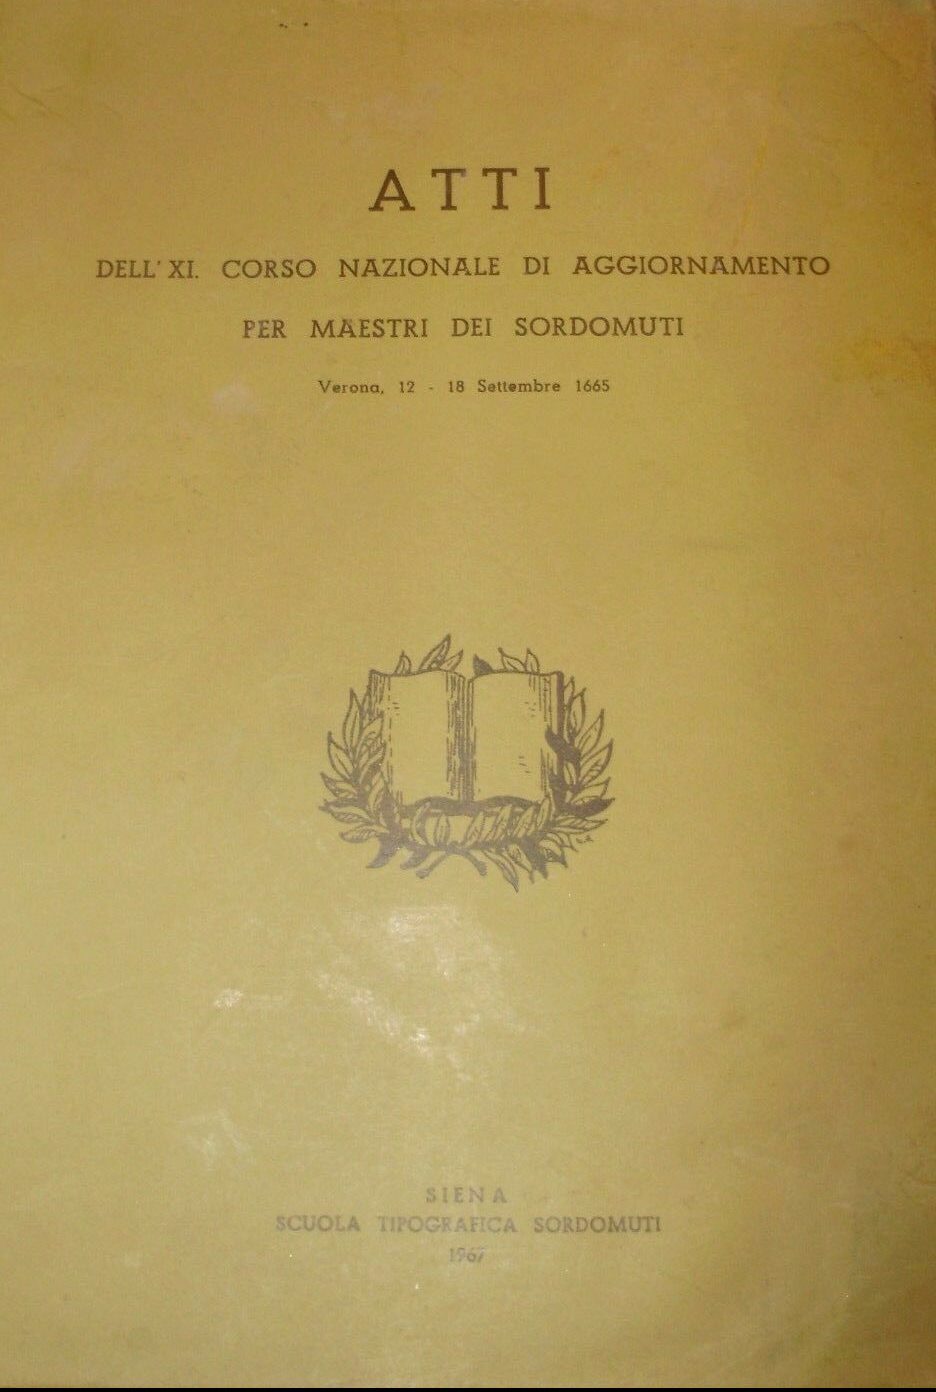 ATTI
DELL' XI. CORSO NAZIONALE DI AGGIORNAMENTO
PER MAESTRI DEI SORDOMUTI
Verona, 12 - 18 Settembre 1665
SIENA
SCUOLA TIPOGRAFICA SORDOMUTI
1967